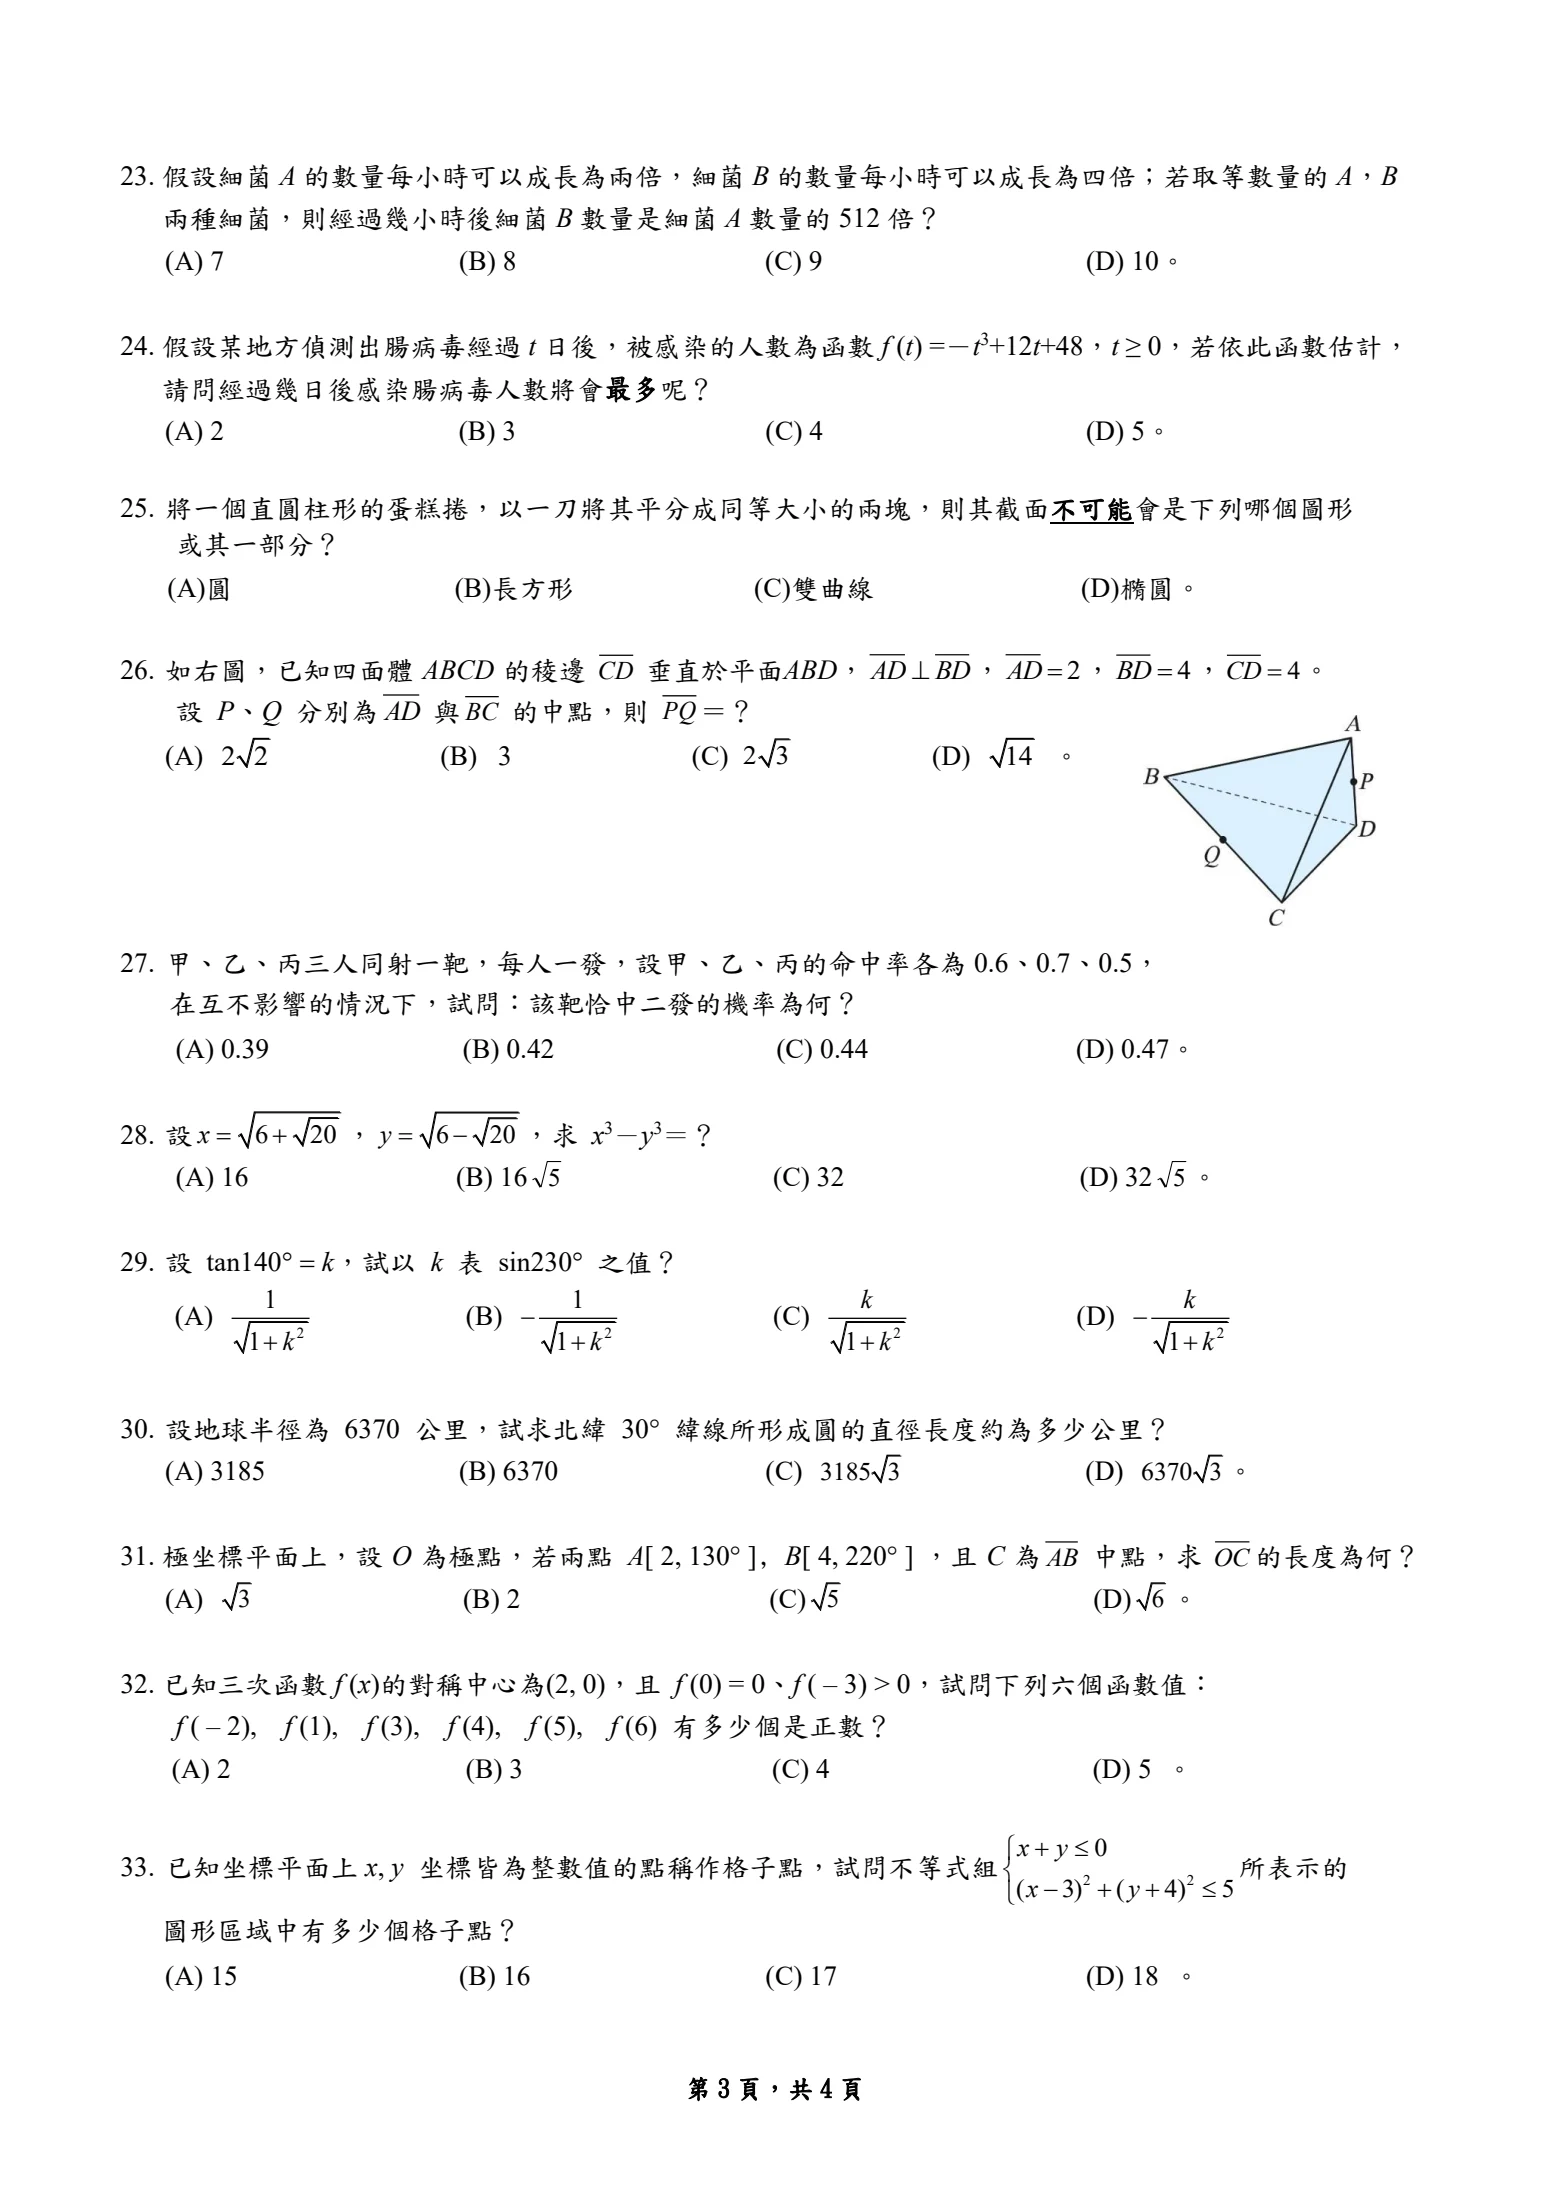 23. 假設細菌 A 的數量每小時可以成長為兩倍，細菌 B 的數量每小時可以成長為四倍；若取等數量的 A，B
兩種細菌，則經過幾小時後細菌 B 數量是細菌 A 數量的 512 倍？
(A) 7 (B) 8 (C) 9 (D) 10。
24. 假設某地方偵測出腸病毒經過 t 日後，被感染的人數為函數 f (t) =－t³+12t+48，t ≥ 0，若依此函數估計，
請問經過幾日後感染腸病毒人數將會最多呢？
(A) 2 (B) 3 (C) 4 (D) 5。
25. 將一個直圓柱形的蛋糕捲，以一刀將其平分成同等大小的兩塊，則其截面不可能會是下列哪個圖形
或其一部分？
(A)圓 (B)長方形 (C)雙曲線 (D)橢圓。
26. 如右圖，已知四面體 ABCD 的稜邊 \overline{CD} 垂直於平面ABD，\overline{AD}⊥\overline{BD}，\overline{AD}=2，\overline{BD}=4，\overline{CD}=4。
設 P、Q 分別為 \overline{AD} 與 \overline{BC} 的中點，則 \overline{PQ}＝？
(A) 2√2 (B) 3 (C) 2√3 (D) √14 。
A
B
P
D
Q
C
27. 甲、乙、丙三人同射一靶，每人一發，設甲、乙、丙的命中率各為 0.6、0.7、0.5，
在互不影響的情況下，試問：該靶恰中二發的機率為何？
(A) 0.39 (B) 0.42 (C) 0.44 (D) 0.47。
28. 設 x = √(6+√20)，y = √(6−√20)，求 x³－y³＝？
(A) 16 (B) 16√5 (C) 32 (D) 32√5 。
29. 設 tan140° = k，試以 k 表 sin230° 之值？
(A) 1/√(1+k²) (B) −1/√(1+k²) (C) k/√(1+k²) (D) −k/√(1+k²)
30. 設地球半徑為 6370 公里，試求北緯 30° 緯線所形成圓的直徑長度約為多少公里？
(A) 3185 (B) 6370 (C) 3185√3 (D) 6370√3 。
31. 極坐標平面上，設 O 為極點，若兩點 A[ 2, 130° ], B[ 4, 220° ] ，且 C 為 \overline{AB} 中點，求 \overline{OC} 的長度為何？
(A) √3 (B) 2 (C) √5 (D) √6 。
32. 已知三次函數 f (x)的對稱中心為(2, 0)，且 f (0) = 0、f ( – 3) > 0，試問下列六個函數值：
f ( – 2), f (1), f (3), f (4), f (5), f (6) 有多少個是正數？
(A) 2 (B) 3 (C) 4 (D) 5 。
33. 已知坐標平面上 x, y 坐標皆為整數值的點稱作格子點，試問不等式組 { x + y ≤ 0
(x − 3)² + (y + 4)² ≤ 5 所表示的
圖形區域中有多少個格子點？
(A) 15 (B) 16 (C) 17 (D) 18 。
第 3 頁，共 4 頁